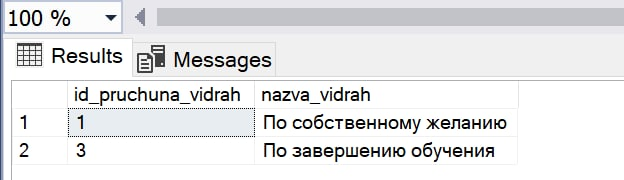 100 %
Results Messages
id_pruchuna_vidrah nazva_vidrah
1 1 По собственному желанию
2 3 По завершению обучения